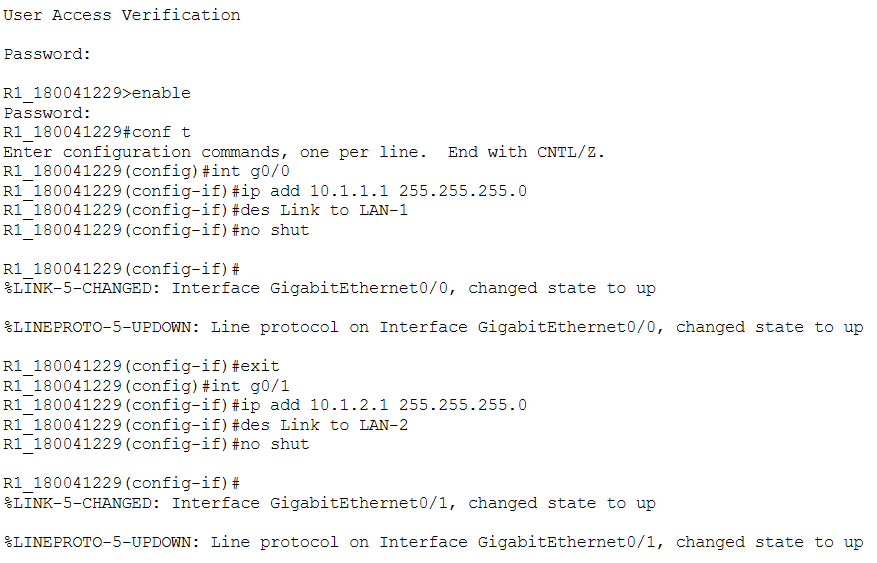 User Access Verification
Password:
R1_180041229>enable
Password:
R1_180041229#conf t
Enter configuration commands, one per line.  End with CNTL/Z.
R1_180041229(config)#int g0/0
R1_180041229(config-if)#ip add 10.1.1.1 255.255.255.0
R1_180041229(config-if)#des Link to LAN-1
R1_180041229(config-if)#no shut
R1_180041229(config-if)#
%LINK-5-CHANGED: Interface GigabitEthernet0/0, changed state to up
%LINEPROTO-5-UPDOWN: Line protocol on Interface GigabitEthernet0/0, changed state to up
R1_180041229(config-if)#exit
R1_180041229(config)#int g0/1
R1_180041229(config-if)#ip add 10.1.2.1 255.255.255.0
R1_180041229(config-if)#des Link to LAN-2
R1_180041229(config-if)#no shut
R1_180041229(config-if)#
%LINK-5-CHANGED: Interface GigabitEthernet0/1, changed state to up
%LINEPROTO-5-UPDOWN: Line protocol on Interface GigabitEthernet0/1, changed state to up